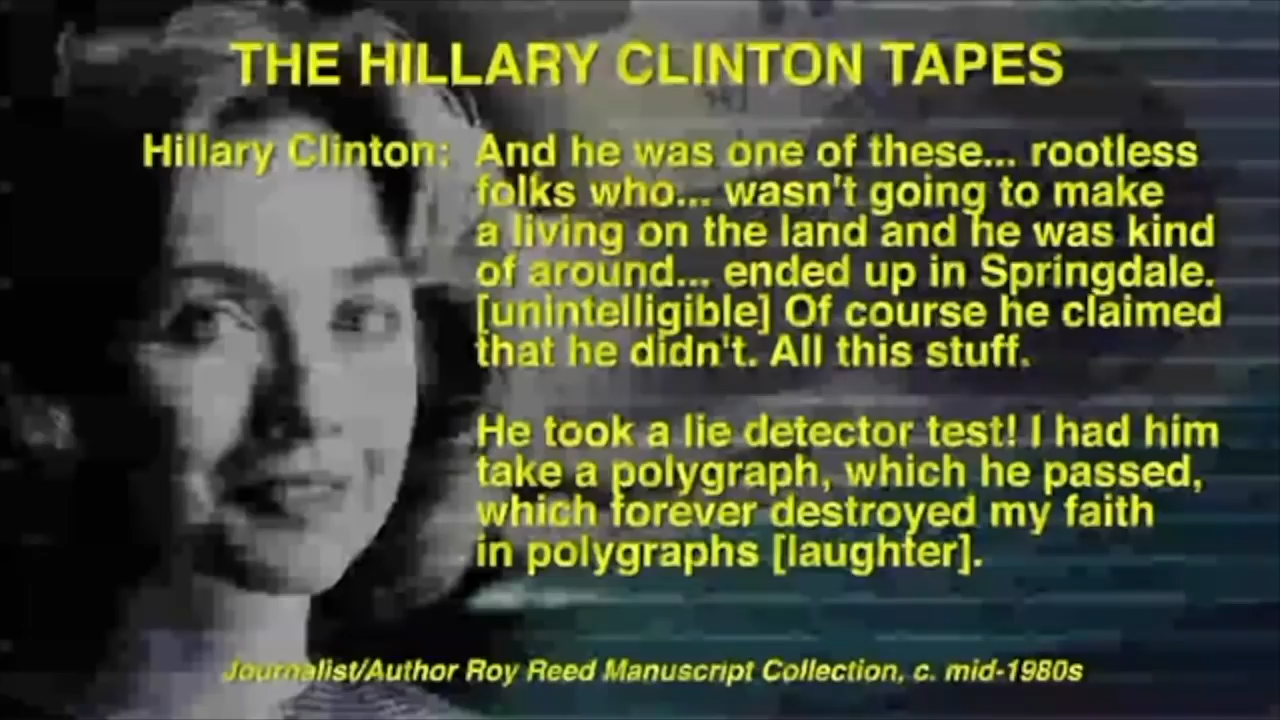 THE HILLARY CLINTON TAPES
Hillary Clinton: And he was one of these... rootless
folks who... wasn't going to make
a living on the land and he was kind
of around... ended up in Springdale.
[unintelligible] Of course he claimed
that he didn't. All this stuff.
He took a lie detector test! I had him
take a polygraph, which he passed,
which forever destroyed my faith
in polygraphs [laughter].
Journalist/Author Roy Reed Manuscript Collection, c. mid-1980s